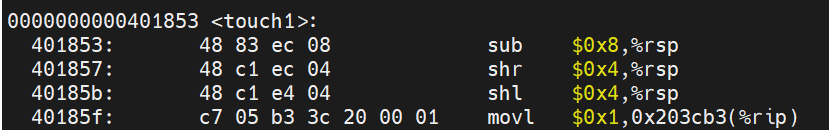 0000000000401853 <touch1>:
401853: 48 83 ec 08 sub $0x8,%rsp
401857: 48 c1 ec 04 shr $0x4,%rsp
40185b: 48 c1 e4 04 shl $0x4,%rsp
40185f: c7 05 b3 3c 20 00 01 movl $0x1,0x203cb3(%rip)